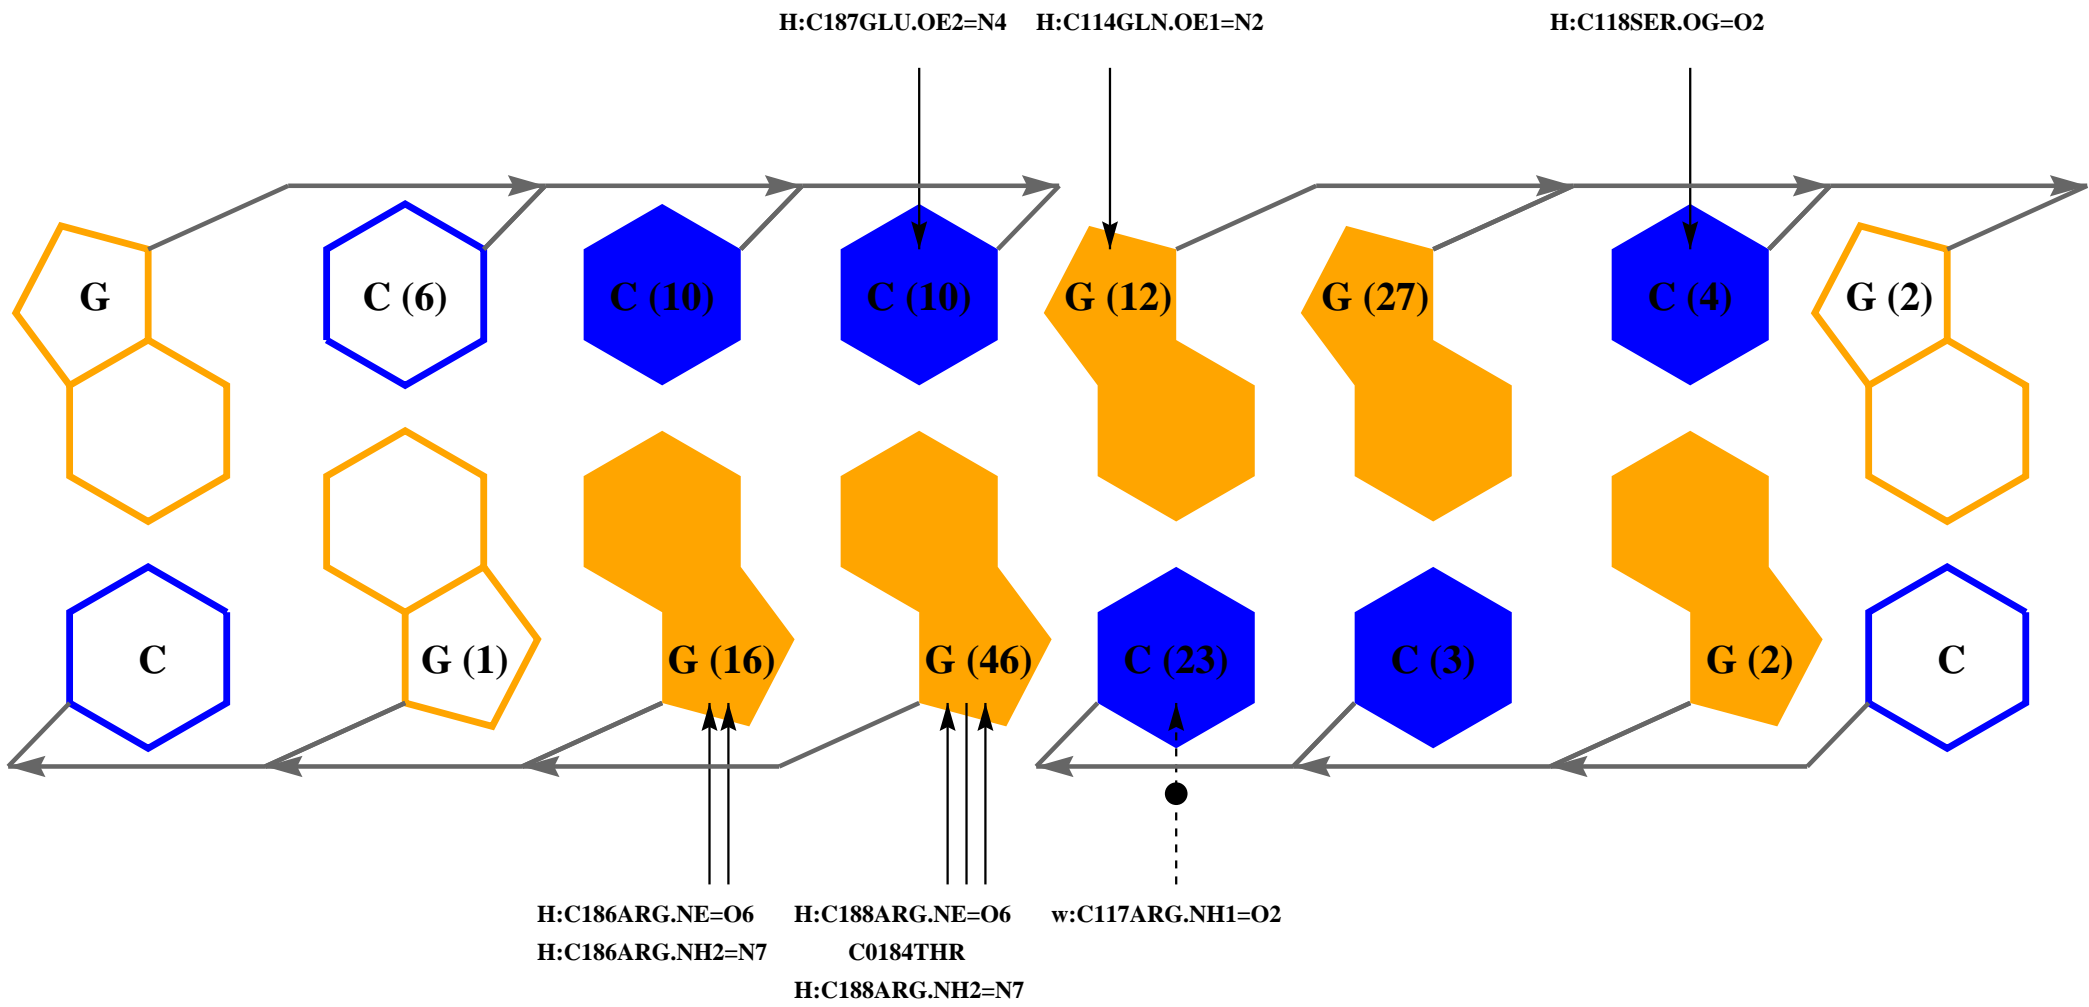 H:C187GLU.OE2=N4 H:C114GLN.OE1=N2 H:C118SER.OG=O2
G C (6) C (10) C (10) G (12) G (27) C (4) G (2)
C G (1) G (16) G (46) C (23) C (3) G (2) C
H:C186ARG.NE=O6 H:C188ARG.NE=O6 w:C117ARG.NH1=O2
H:C186ARG.NH2=N7 C0184THR
H:C188ARG.NH2=N7